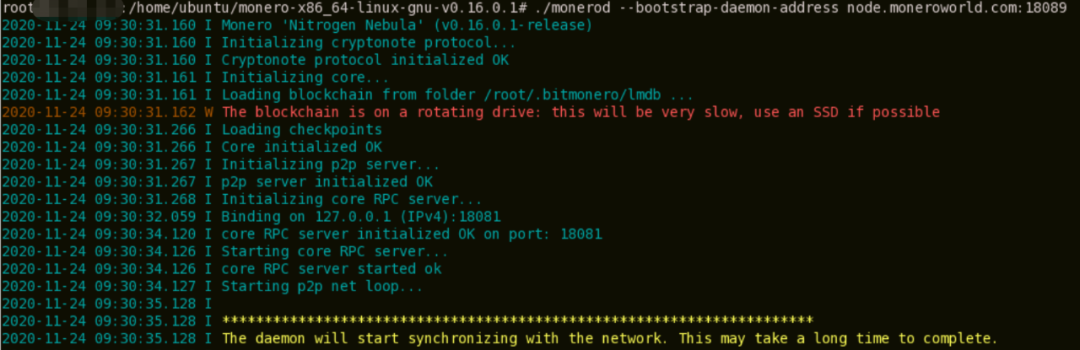 root :/home/ubuntu/monero-x86_64-linux-gnu-v0.16.0.1# ./monerod --bootstrap-daemon-address node.moneroworld.com:18089
2020-11-24 09:30:31.160 I Monero 'Nitrogen Nebula' (v0.16.0.1-release)
2020-11-24 09:30:31.160 I Initializing cryptonote protocol...
2020-11-24 09:30:31.160 I Cryptonote protocol initialized OK
2020-11-24 09:30:31.161 I Initializing core...
2020-11-24 09:30:31.161 I Loading blockchain from folder /root/.bitmonero/lmdb ...
2020-11-24 09:30:31.162 W The blockchain is on a rotating drive: this will be very slow, use an SSD if possible
2020-11-24 09:30:31.266 I Loading checkpoints
2020-11-24 09:30:31.266 I Core initialized OK
2020-11-24 09:30:31.267 I Initializing p2p server...
2020-11-24 09:30:31.267 I p2p server initialized OK
2020-11-24 09:30:31.268 I Initializing core RPC server...
2020-11-24 09:30:32.059 I Binding on 127.0.0.1 (IPv4):18081
2020-11-24 09:30:34.120 I core RPC server initialized OK on port: 18081
2020-11-24 09:30:34.126 I Starting core RPC server...
2020-11-24 09:30:34.126 I core RPC server started ok
2020-11-24 09:30:34.127 I Starting p2p net loop...
2020-11-24 09:30:35.128 I
2020-11-24 09:30:35.128 I **********************************************************************
2020-11-24 09:30:35.128 I The daemon will start synchronizing with the network. This may take a long time to complete.